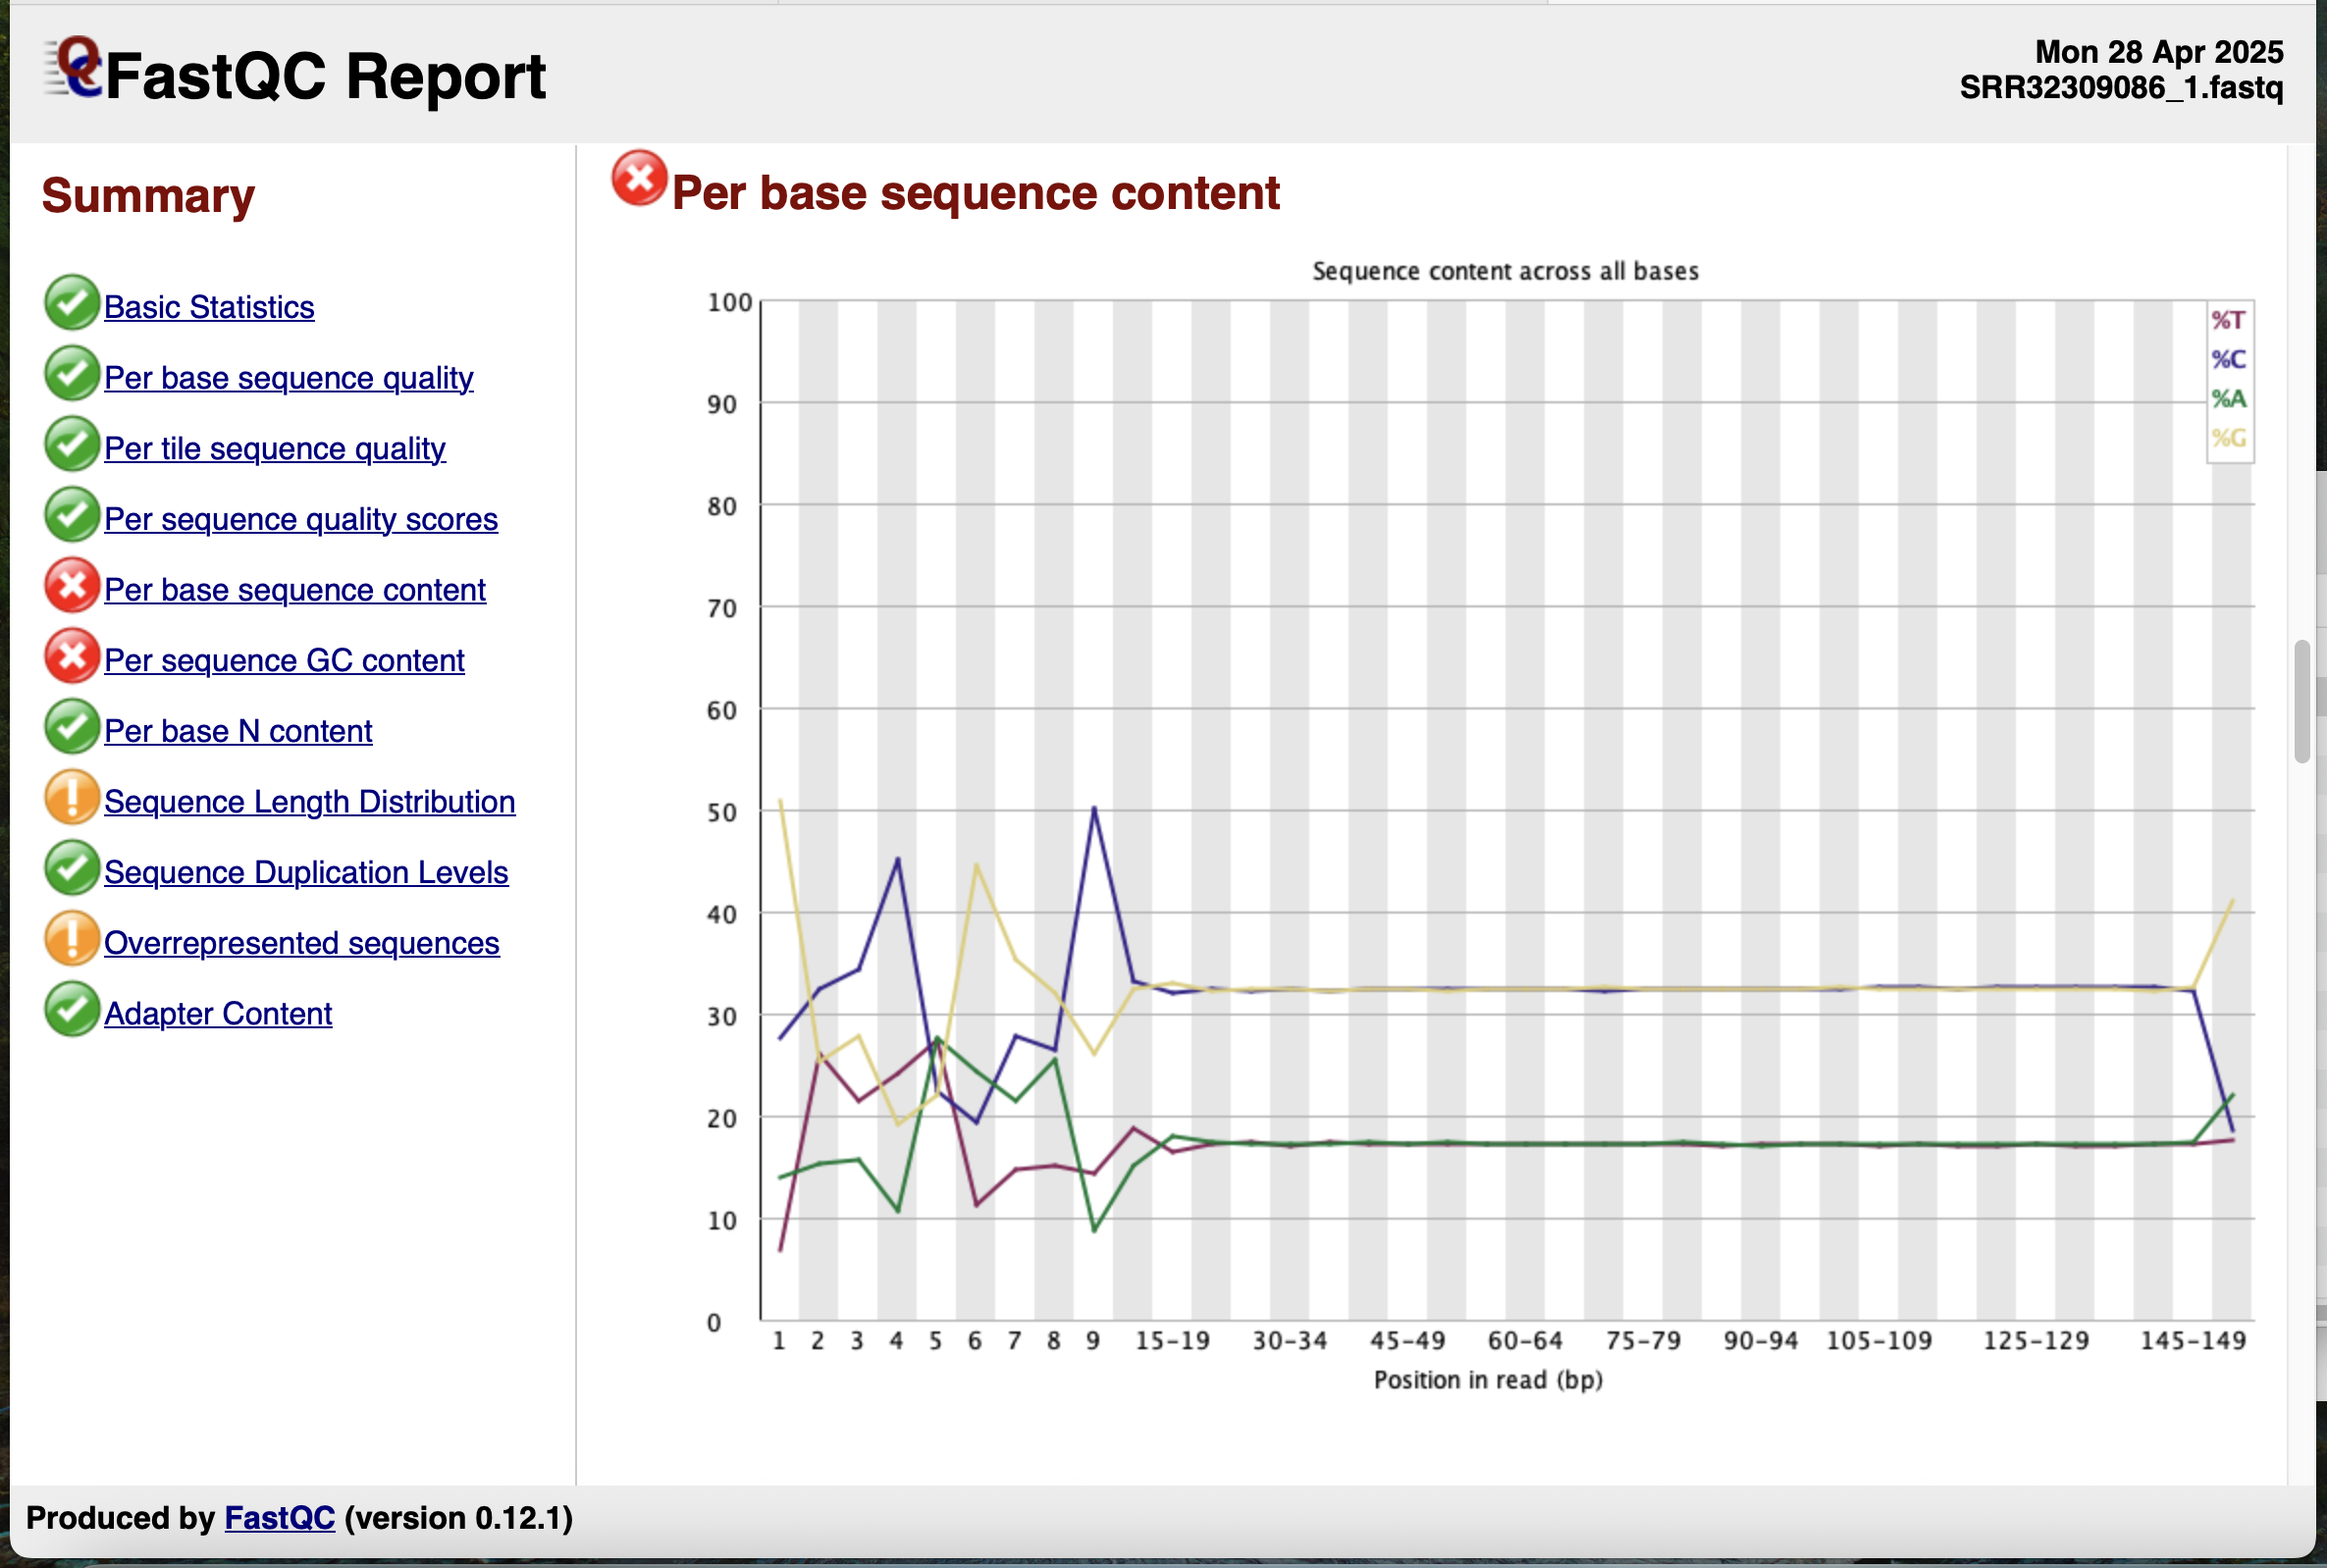 FastQC Report
Mon 28 Apr 2025
SRR32309086_1.fastq
Summary
Basic Statistics
Per base sequence quality
Per tile sequence quality
Per sequence quality scores
Per base sequence content
Per sequence GC content
Per base N content
Sequence Length Distribution
Sequence Duplication Levels
Overrepresented sequences
Adapter Content
Per base sequence content
Sequence content across all bases
100
90
80
70
60
50
40
30
20
10
0
%T
%C
%A
%G
1 2 3 4 5 6 7 8 9 15-19 30-34 45-49 60-64 75-79 90-94 105-109 125-129 145-149
Position in read (bp)
Produced by FastQC (version 0.12.1)